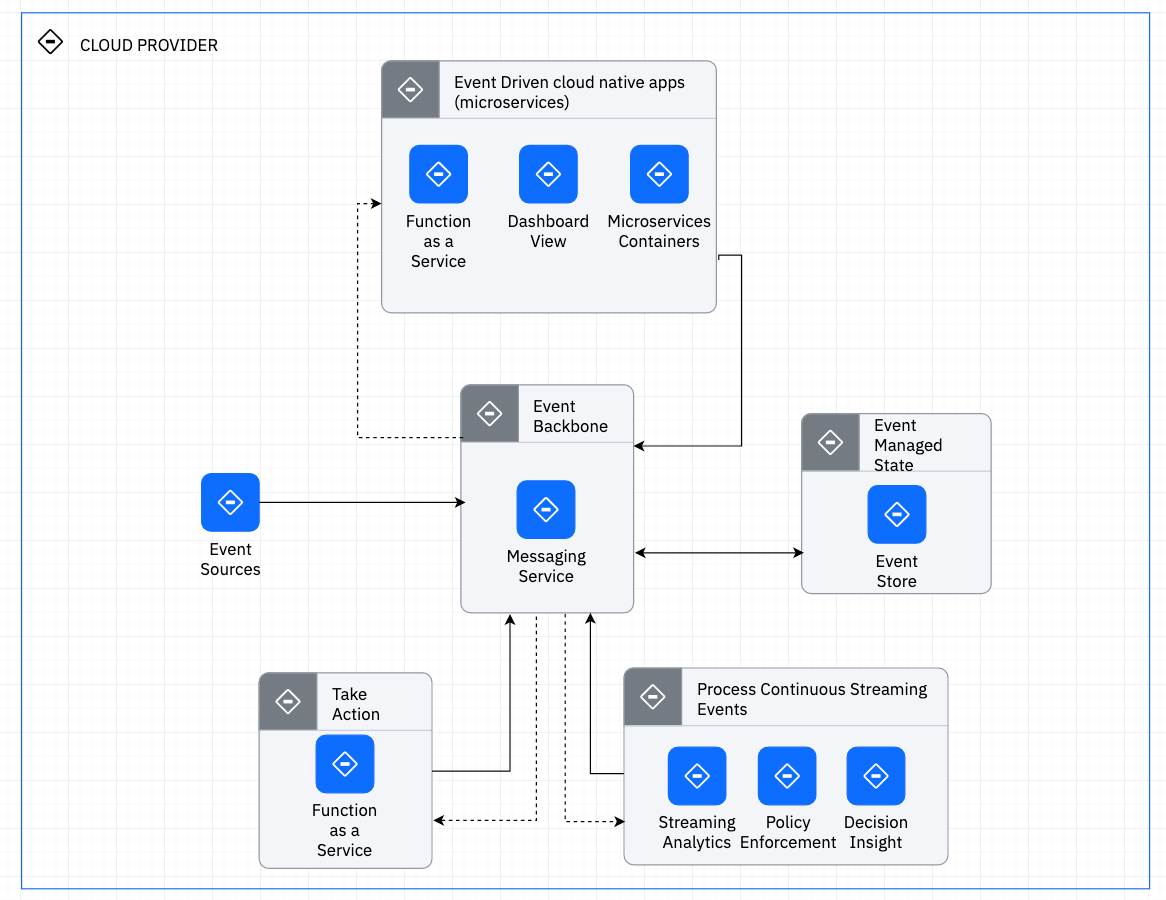 CLOUD PROVIDER
Event Driven cloud native apps
(microservices)
Function
as a
Service
Dashboard
View
Microservices
Containers
Event
Backbone
Messaging
Service
Event
Managed
State
Event
Store
Event
Sources
Take
Action
Function
as a
Service
Process Continuous Streaming
Events
Streaming
Analytics
Policy
Enforcement
Decision
Insight